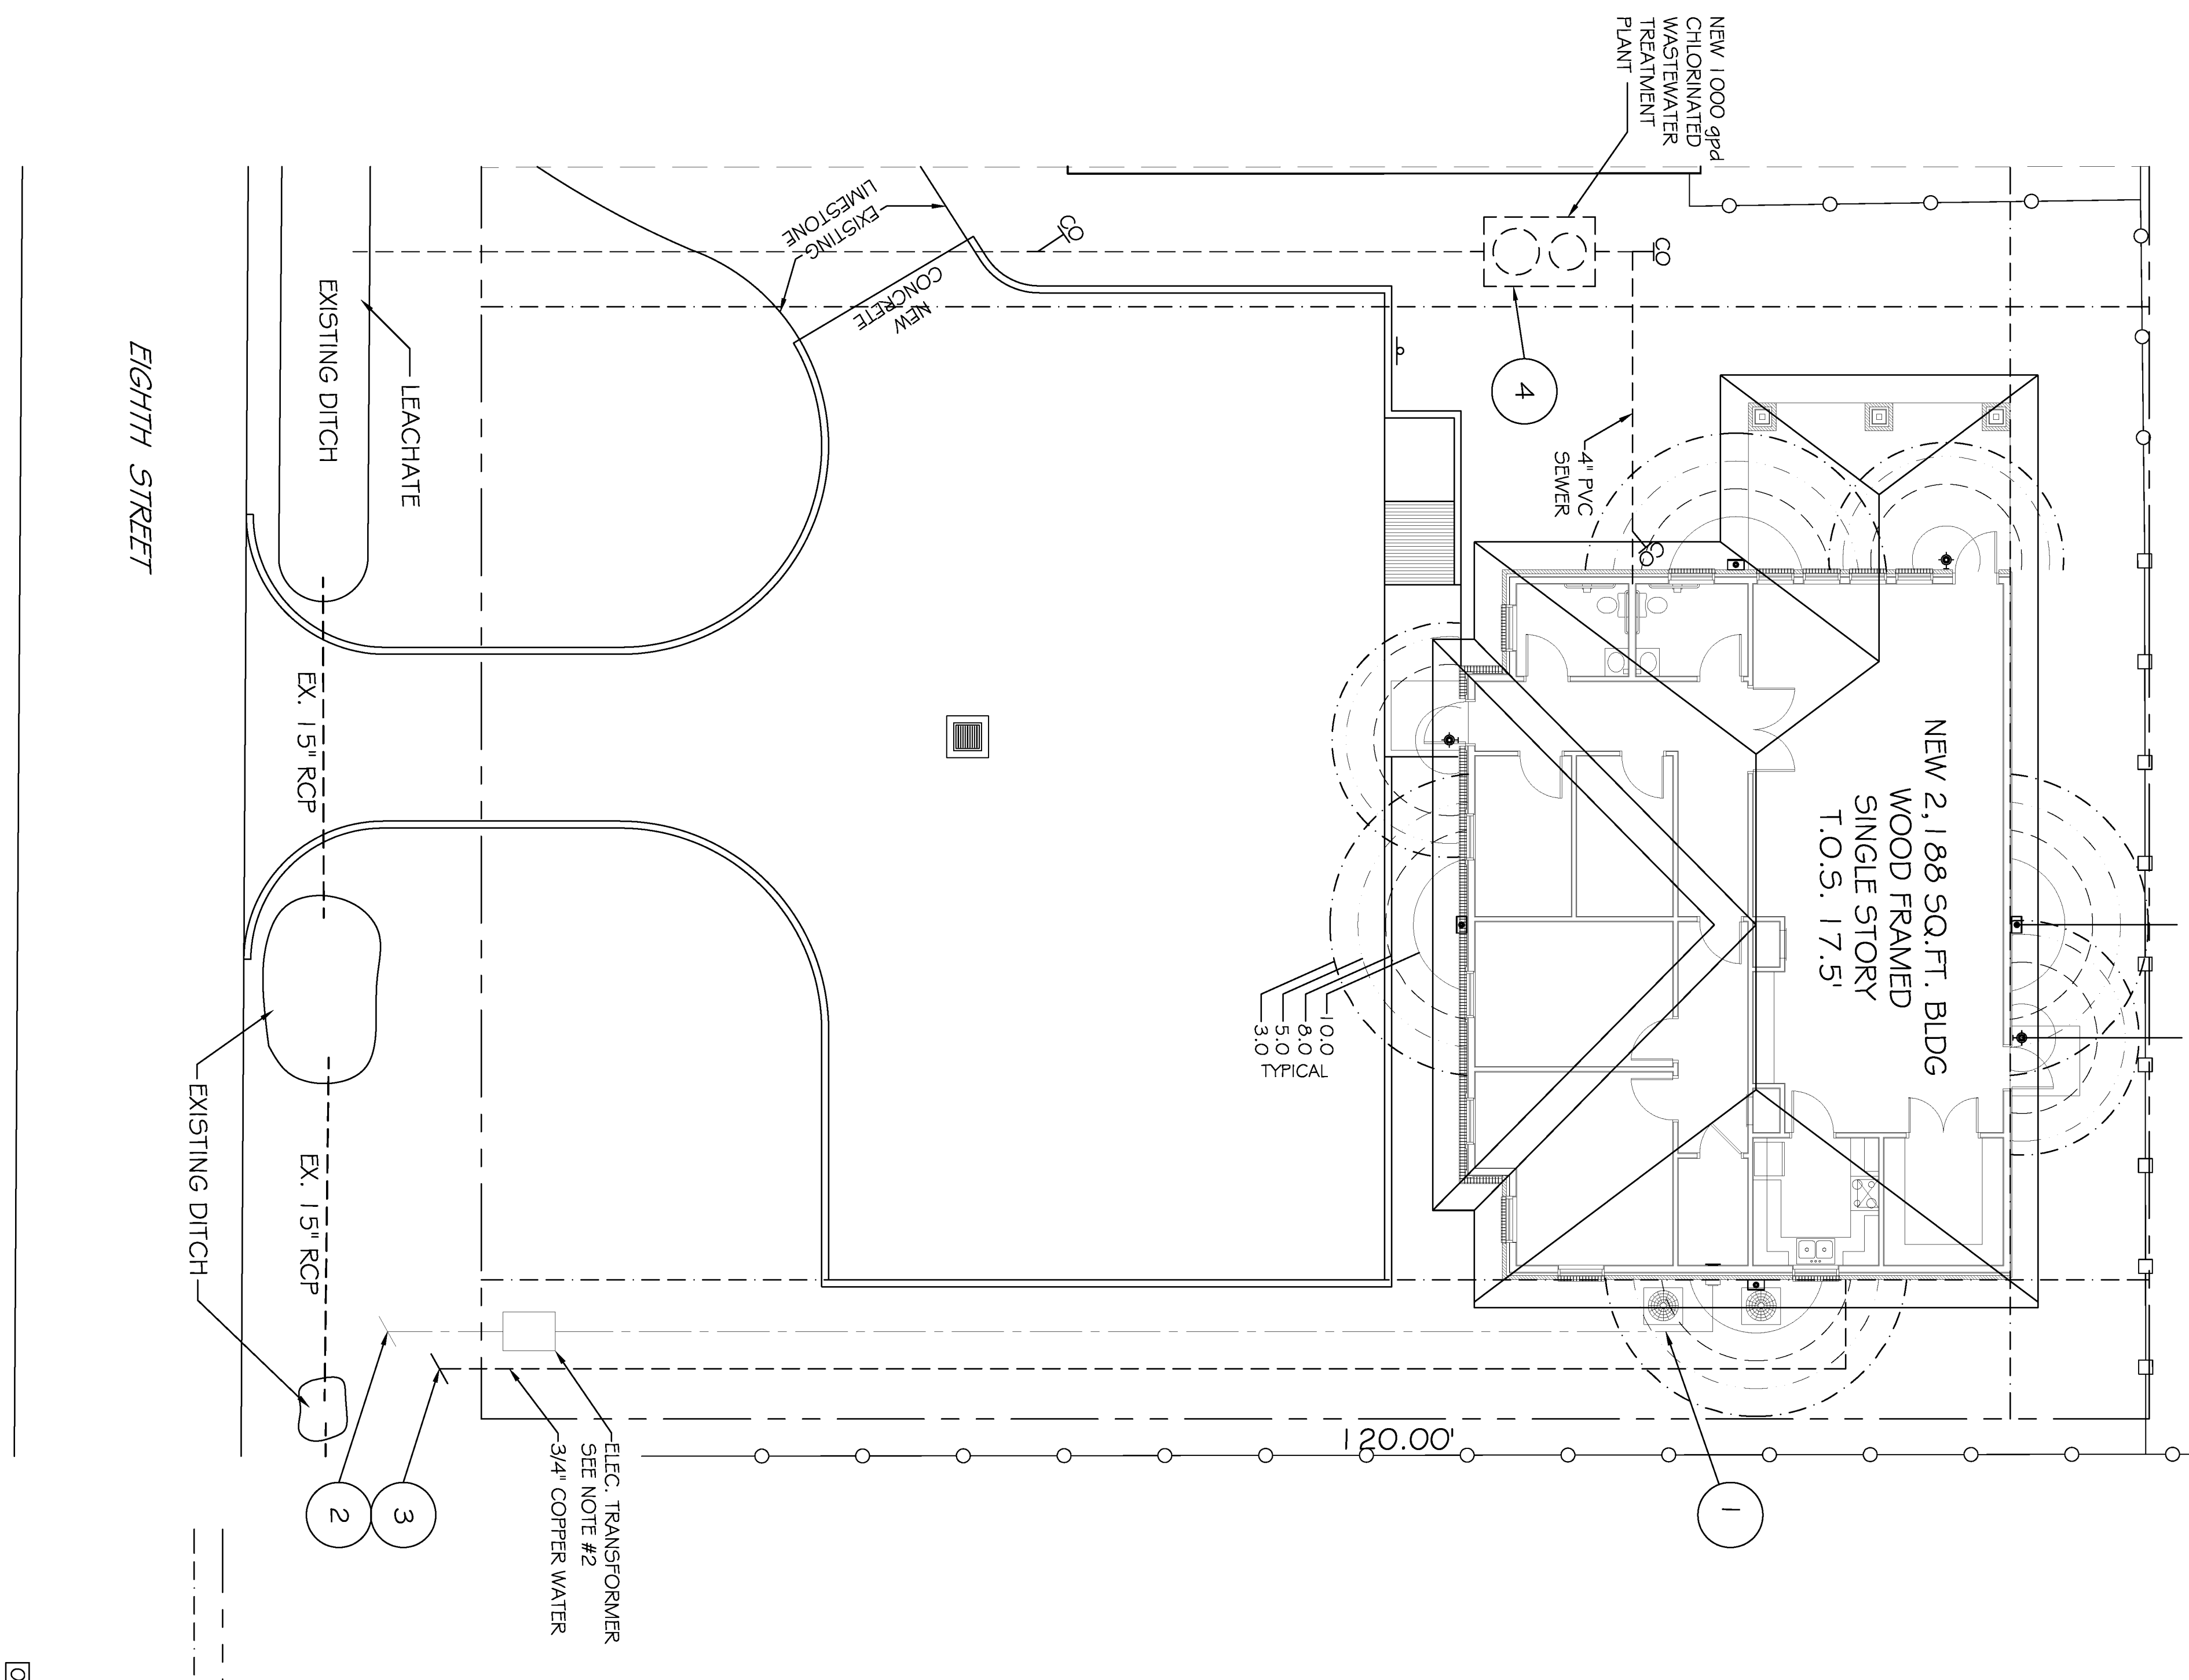 NEW 1000 gpd
CHLORINATED
WASTEWATER
TREATMENT
PLANT
CO
4
4" PVC
SEWER
CO
CO
EXISTING
LIMESTONE
NEW
CONCRETE
LEACHATE
EXISTING DITCH
EIGHTH STREET
EX. 15" RCP
EX. 15" RCP
EXISTING DITCH
NEW 2,188 SQ.FT. BLDG
WOOD FRAMED
SINGLE STORY
T.O.S. 17.5'
10.0
8.0
5.0
3.0
TYPICAL
120.00'
1
ELEC. TRANSFORMER
SEE NOTE #2
3/4" COPPER WATER
3
2